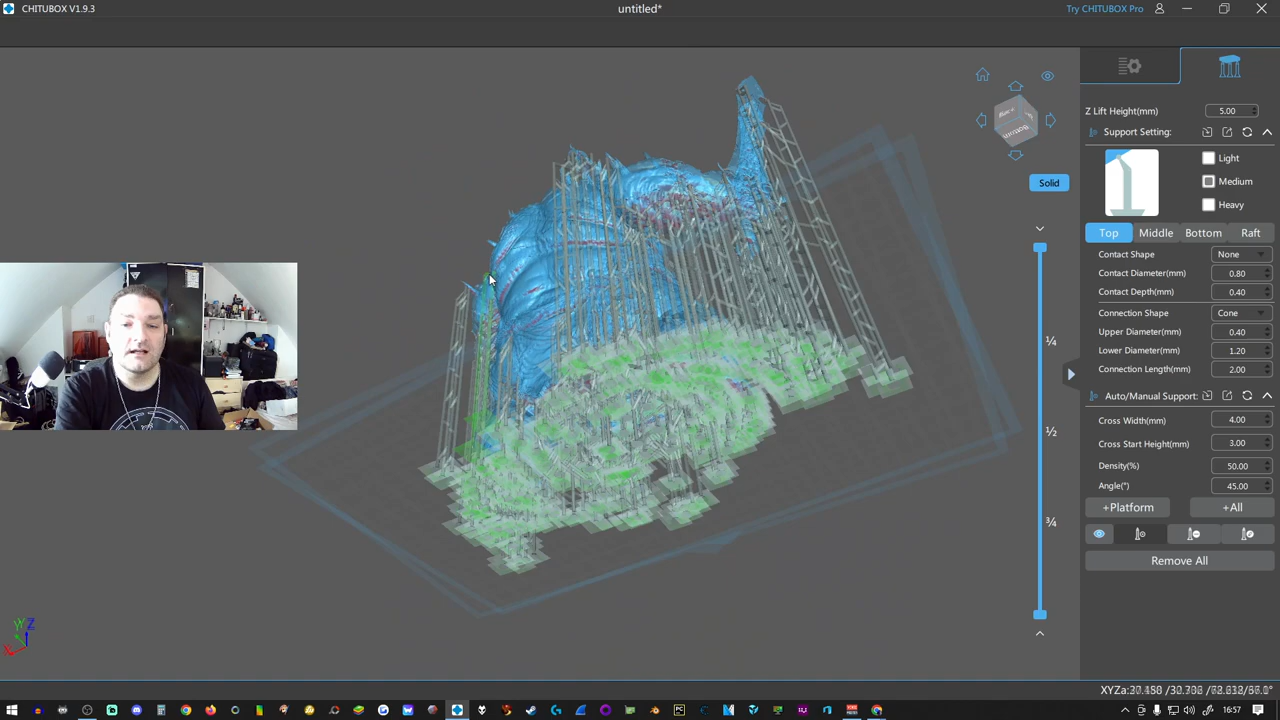 CHITUBOX V1.9.3
untitled*
Try CHITUBOX Pro
Z Lift Height(mm)
5.00
Support Setting:
Light
Medium
Heavy
Solid
Top
Middle
Bottom
Raft
Contact Shape
None
Contact Diameter(mm)
0.80
Contact Depth(mm)
0.40
Connection Shape
Cone
Upper Diameter(mm)
0.40
Lower Diameter(mm)
1.20
Connection Length(mm)
2.00
Auto/Manual Support:
Cross Width(mm)
4.00
Cross Start Height(mm)
3.00
Density(%)
50.00
Angle(°)
45.00
+Platform
+All
Remove All
¼
½
¾
Bottom
Y
Z
X
16:57